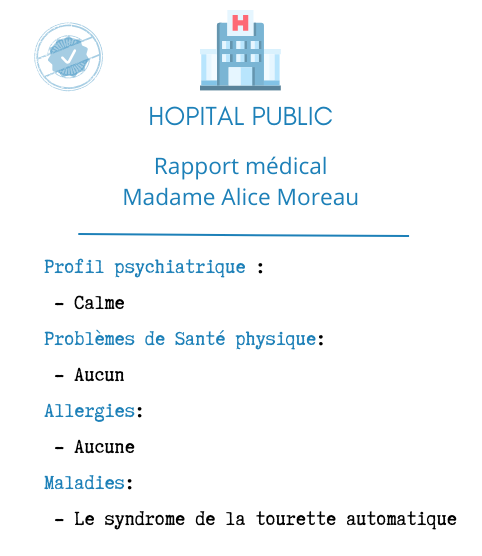 H
HOPITAL PUBLIC
Rapport médical
Madame Alice Moreau
Profil psychiatrique :
- Calme
Problèmes de Santé physique:
- Aucun
Allergies:
- Aucune
Maladies:
- Le syndrome de la tourette automatique